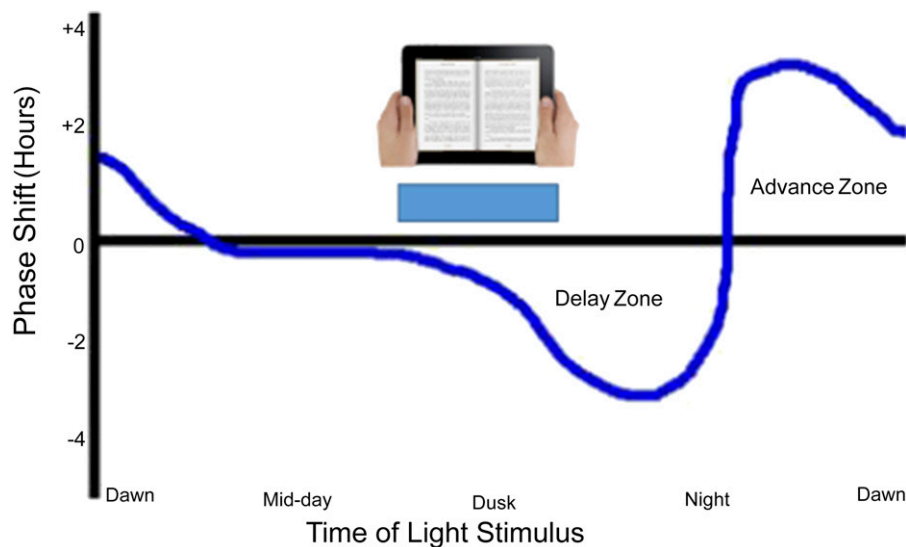 +4
+2
0
-2
-4
Phase Shift (Hours)
Advance Zone
Delay Zone
Dawn
Mid-day
Dusk
Night
Dawn
Time of Light Stimulus